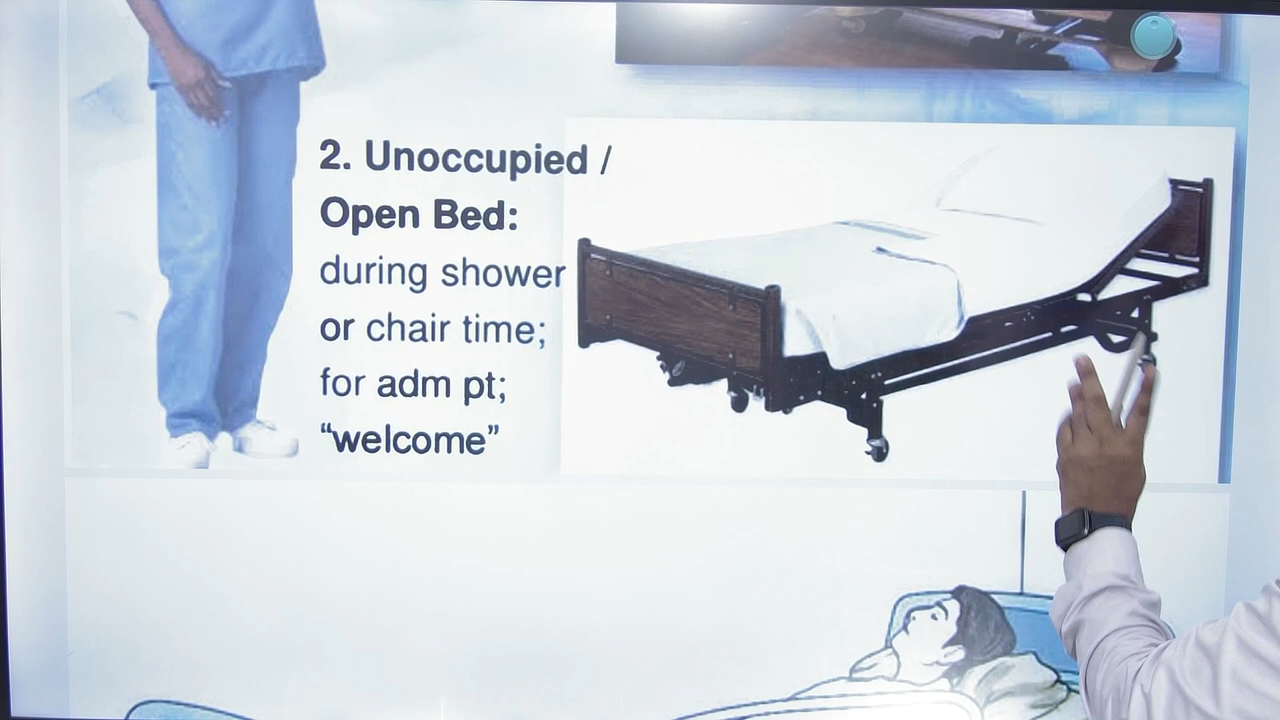 2. Unoccupied /
Open Bed:
during shower
or chair time;
for adm pt;
“welcome”